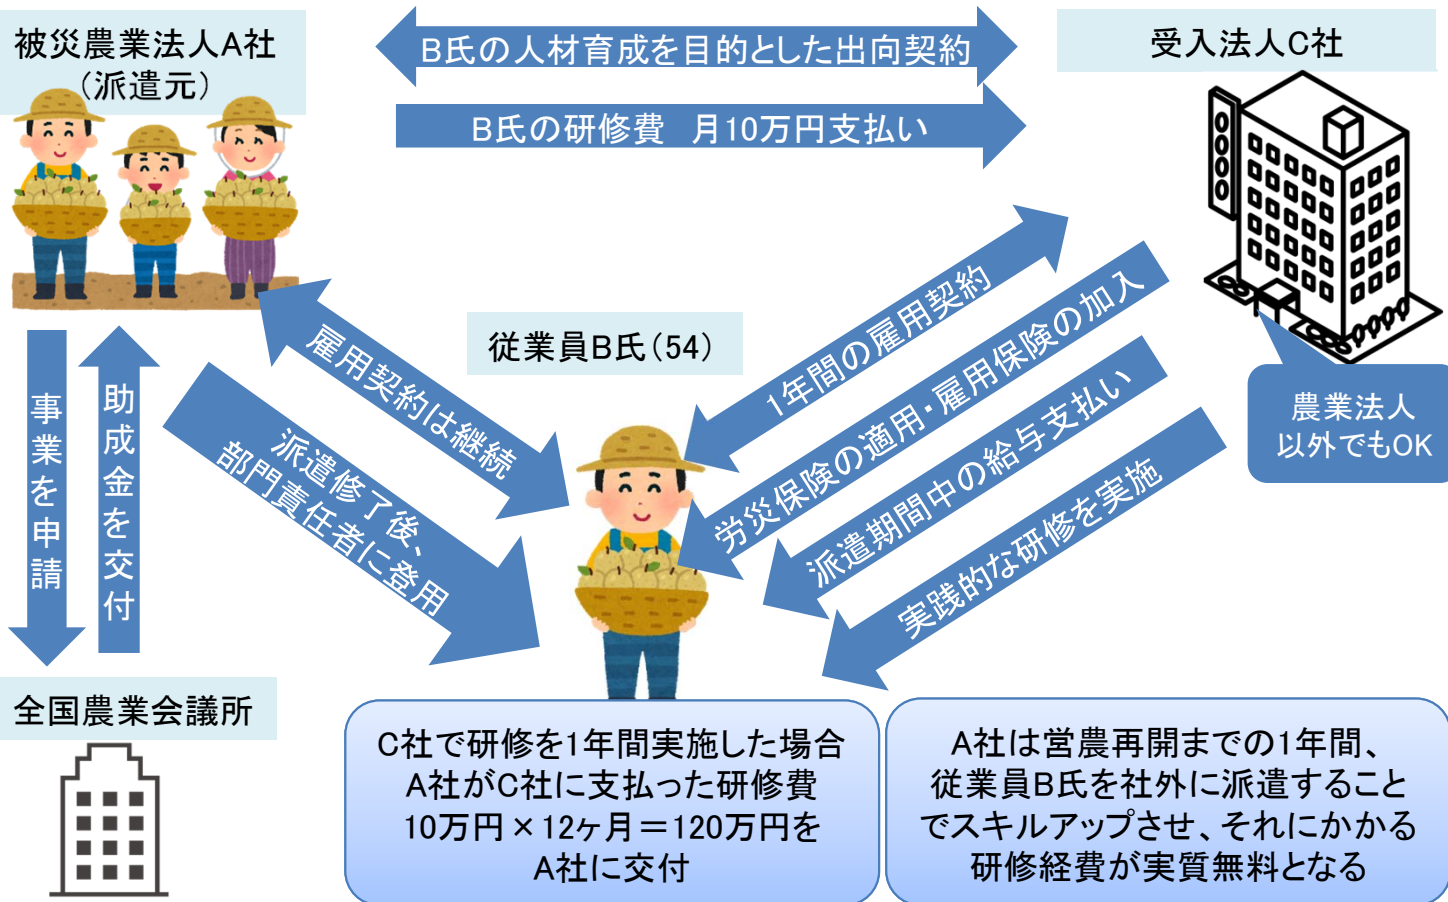 被災農業法人A社
（派遣元）
B氏の人材育成を目的とした出向契約
受入法人C社
B氏の研修費　月10万円支払い
従業員B氏（54）
1年間の雇用契約
労災保険の適用・雇用保険の加入
派遣期間中の給与支払い
実践的な研修を実施
農業法人
以外でもOK
雇用契約は継続
派遣修了後、
部門責任者に登用
事業を申請
助成金を交付
全国農業会議所
C社で研修を1年間実施した場合
A社がC社に支払った研修費
10万円×12ヶ月＝120万円を
A社に交付
A社は営農再開までの1年間、
従業員B氏を社外に派遣すること
でスキルアップさせ、それにかかる
研修経費が実質無料となる